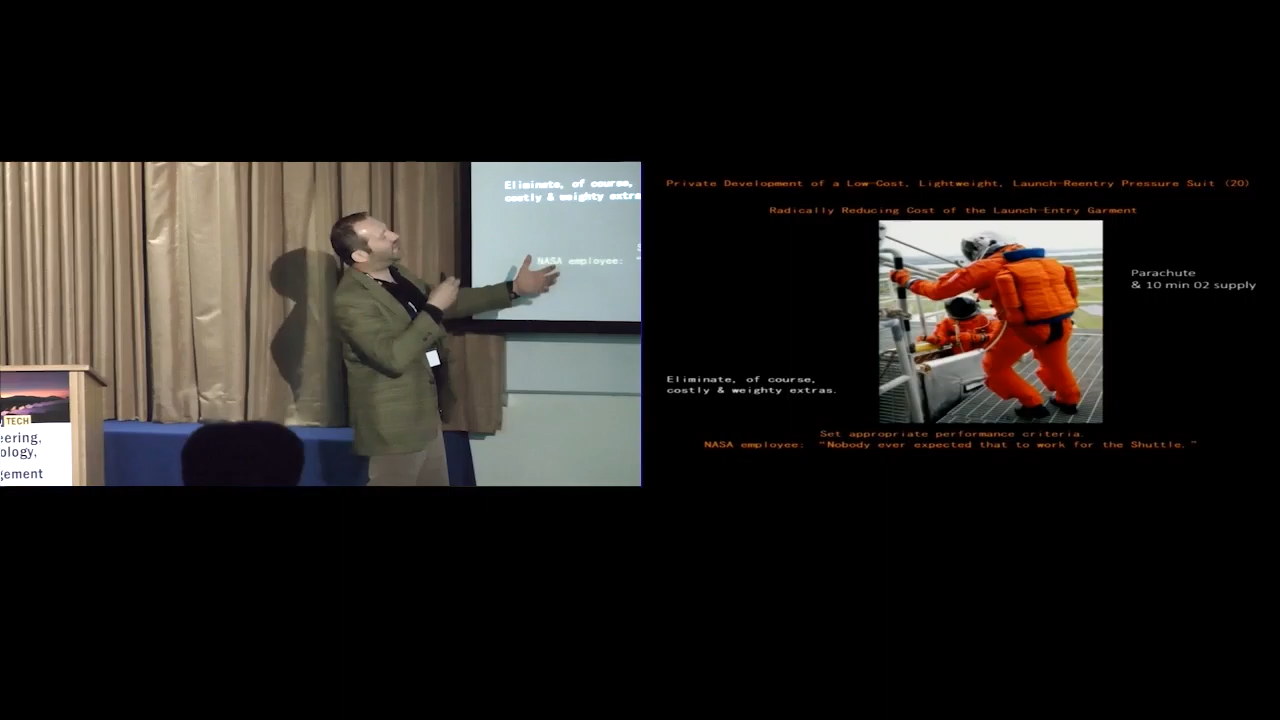 Eliminate, of course,
costly & weighty extra
NASA employee: "
TECH
eering,
ology,
gement
Private Development of a Low-Cost, Lightweight, Launch-Reentry Pressure Suit (20)
Radically Reducing Cost of the Launch-Entry Garment
Parachute
& 10 min O2 supply
Eliminate, of course,
costly & weighty extras.
Set appropriate performance criteria.
NASA employee: "Nobody ever expected that to work for the Shuttle."